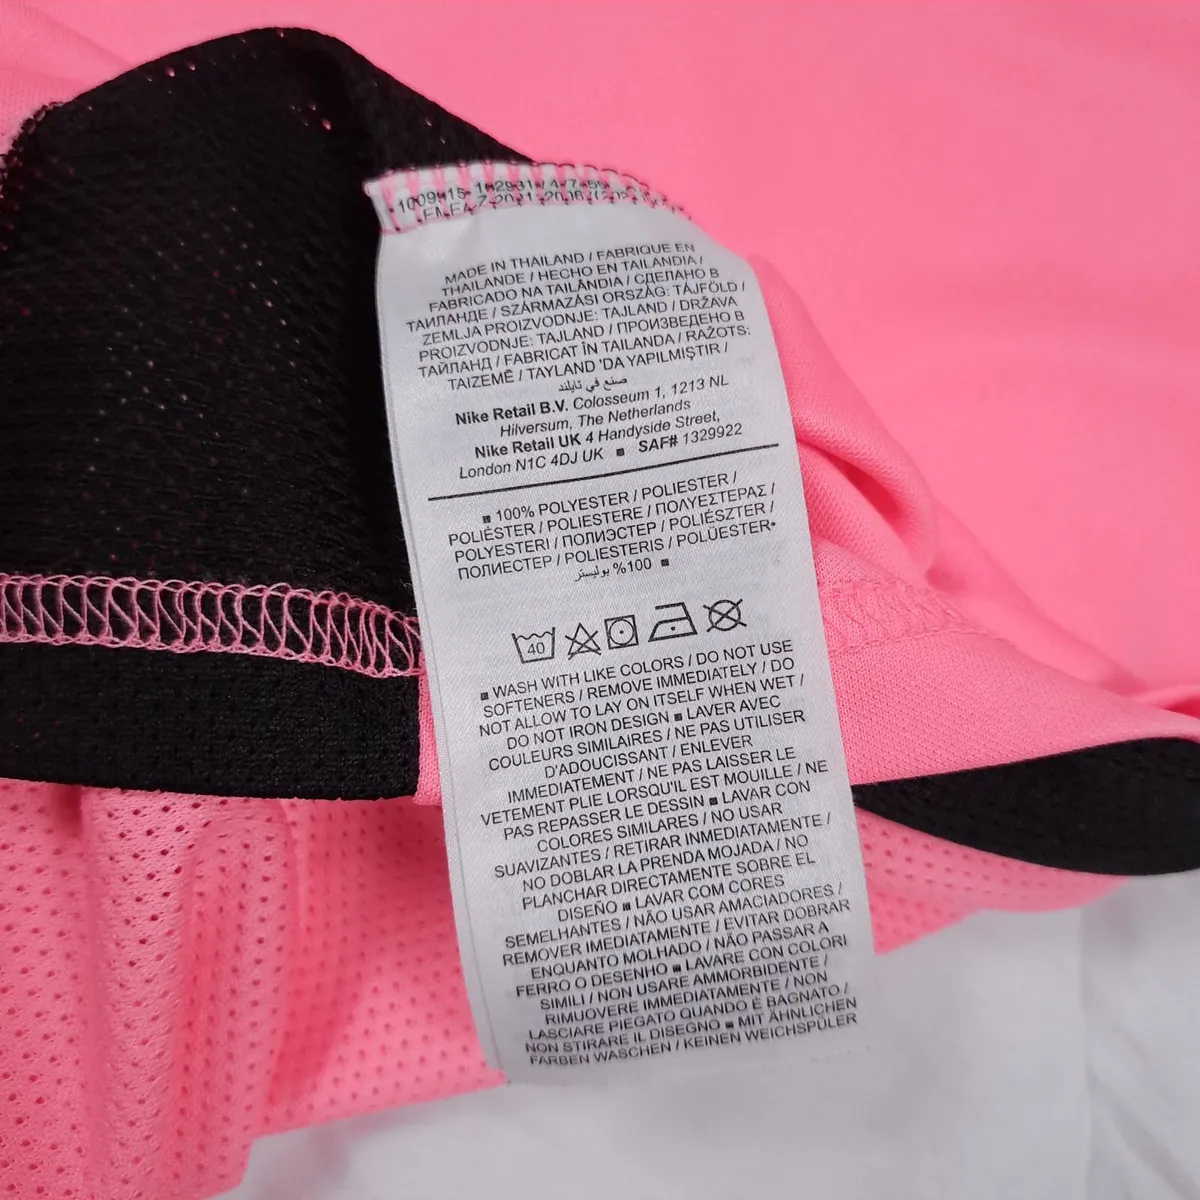 MADE IN THAILAND / FABRIQUE EN
THAILANDE / HECHO EN TAILANDIA /
FABRICADO NA TAILÂNDIA / СДЕЛАНО В
ТАИЛАНДЕ / SZÁRMAZÁSI ORSZÁG: TÁJFÖLD /
ZEMLJA PROIZVODNJE: TAJLAND / DRŽAVA
PROIZVODNJE: TAJLAND / ПРОИЗВЕДЕНО В
ТАЙЛАНД / FABRICAT ÎN TAILANDA / RAŽOTS:
TAIZEMĒ / TAYLAND 'DA YAPILMIŞTIR /
صنع في تايلند
Nike Retail B.V. Colosseum 1, 1213 NL
Hilversum, The Netherlands
Nike Retail UK 4 Handyside Street,
London N1C 4DJ UK ■ SAF# 1329922
■ 100% POLYESTER / POLIESTER /
POLIÉSTER / POLIESTERE / ΠΟΛΥΕΣΤΕΡΑΣ /
POLYESTERI / ПОЛИЭСТЕР / POLIÉSZTER /
ПОЛИЕСТЕР / POLIESTERIS / POLÜESTER•
100% بوليستر ■
40
■ WASH WITH LIKE COLORS / DO NOT USE
SOFTENERS / REMOVE IMMEDIATELY / DO
NOT ALLOW TO LAY ON ITSELF WHEN WET /
DO NOT IRON DESIGN ■ LAVER AVEC
COULEURS SIMILAIRES / NE PAS UTILISER
D'ADOUCISSANT / ENLEVER
IMMEDIATEMENT / NE PAS LAISSER LE
VETEMENT PLIE LORSQU'IL EST MOUILLE / NE
PAS REPASSER LE DESSIN ■ LAVAR CON
COLORES SIMILARES / NO USAR
SUAVIZANTES / RETIRAR INMEDIATAMENTE /
NO DOBLAR LA PRENDA MOJADA / NO
PLANCHAR DIRECTAMENTE SOBRE EL
DISEÑO ■ LAVAR COM CORES
SEMELHANTES / NÃO USAR AMACIADORES /
REMOVER IMEDIATAMENTE / EVITAR DOBRAR
ENQUANTO MOLHADO / NÃO PASSAR A
FERRO O DESENHO ■ LAVARE CON COLORI
SIMILI / NON USARE AMMORBIDENTE /
RIMUOVERE IMMEDIATAMENTE / NON
LASCIARE PIEGATO QUANDO È BAGNATO /
NON STIRARE IL DISEGNO ■ MIT ÄHNLICHEN
FARBEN WASCHEN / KEINEN WEICHSPÜLER